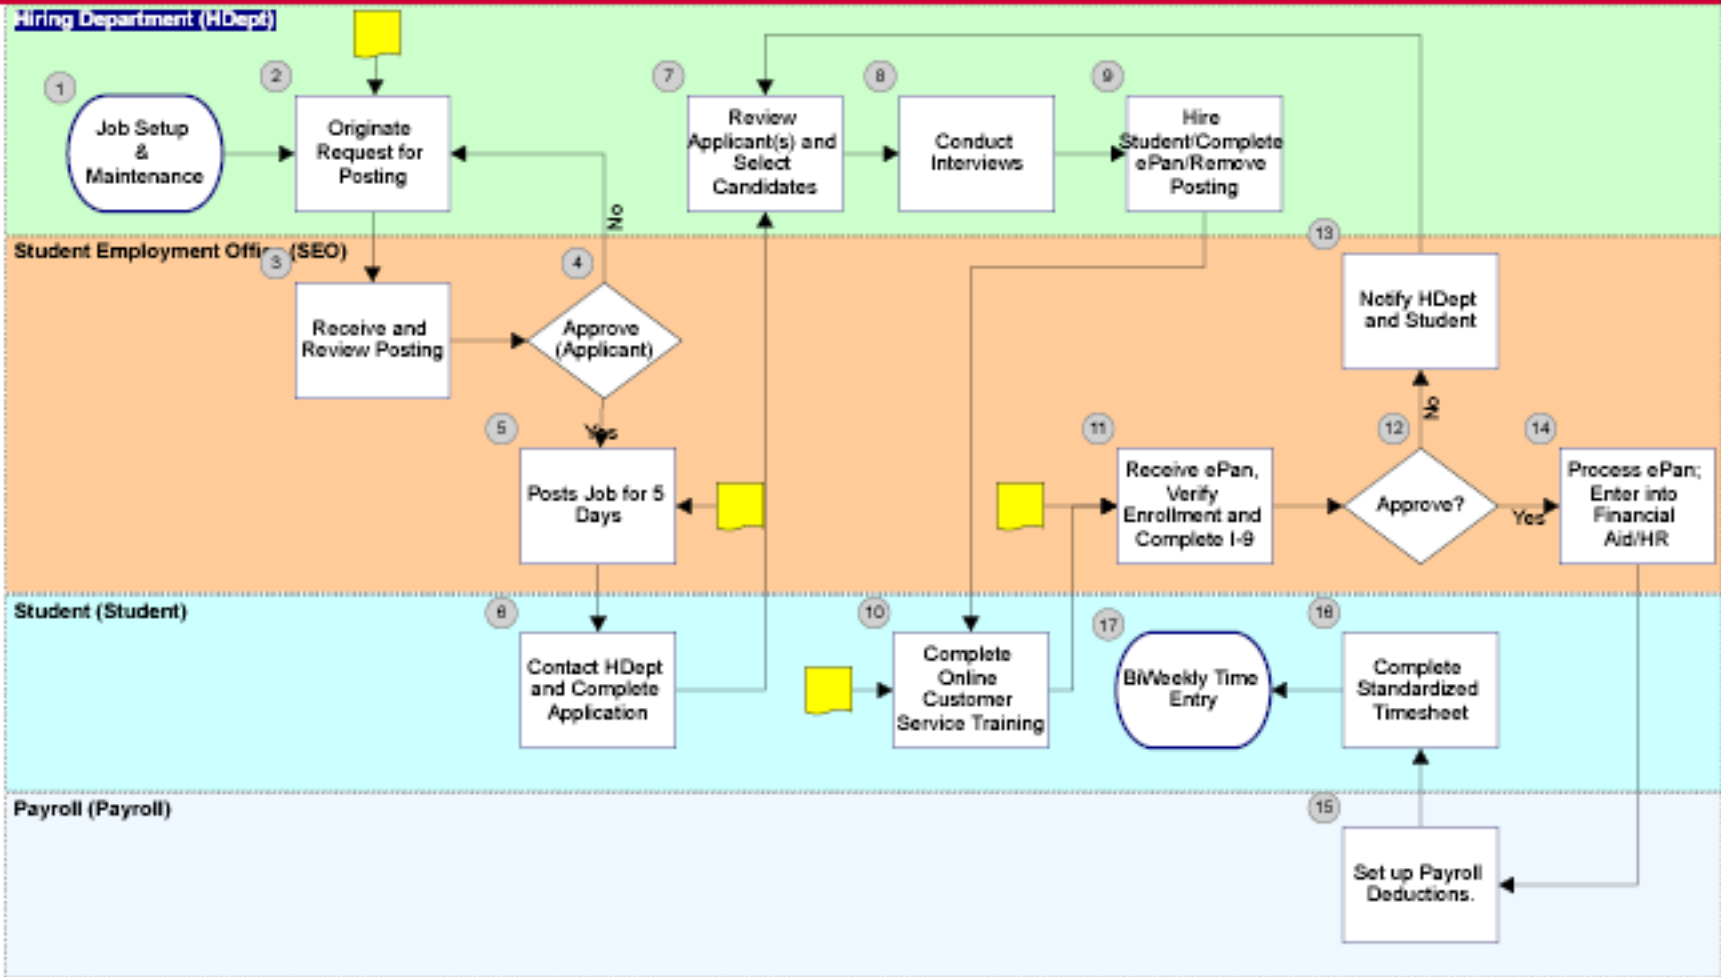 Hiring Department (HDept)
1
Job Setup
&
Maintenance
2
Originate
Request for
Posting
7
Review
Applicant(s) and
Select
Candidates
8
Conduct
Interviews
9
Hire
Student/Complete
ePan/Remove
Posting
No
Student Employment Office (SEO)
3
Receive and
Review Posting
4
Approve
(Applicant)
Yes
5
Posts Job for 5
Days
11
Receive ePan,
Verify
Enrollment and
Complete I-9
12
Approve?
No
13
Notify HDept
and Student
Yes
14
Process ePan;
Enter into
Financial
Aid/HR
Student (Student)
6
Contact HDept
and Complete
Application
10
Complete
Online
Customer
Service Training
17
BiWeekly Time
Entry
16
Complete
Standardized
Timesheet
Payroll (Payroll)
15
Set up Payroll
Deductions.